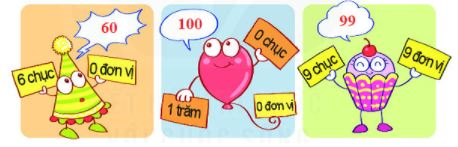 60
6 chục
0 đơn vị
100
0 chục
1 trăm
0 đơn vị
99
9 chục
9 đơn vị